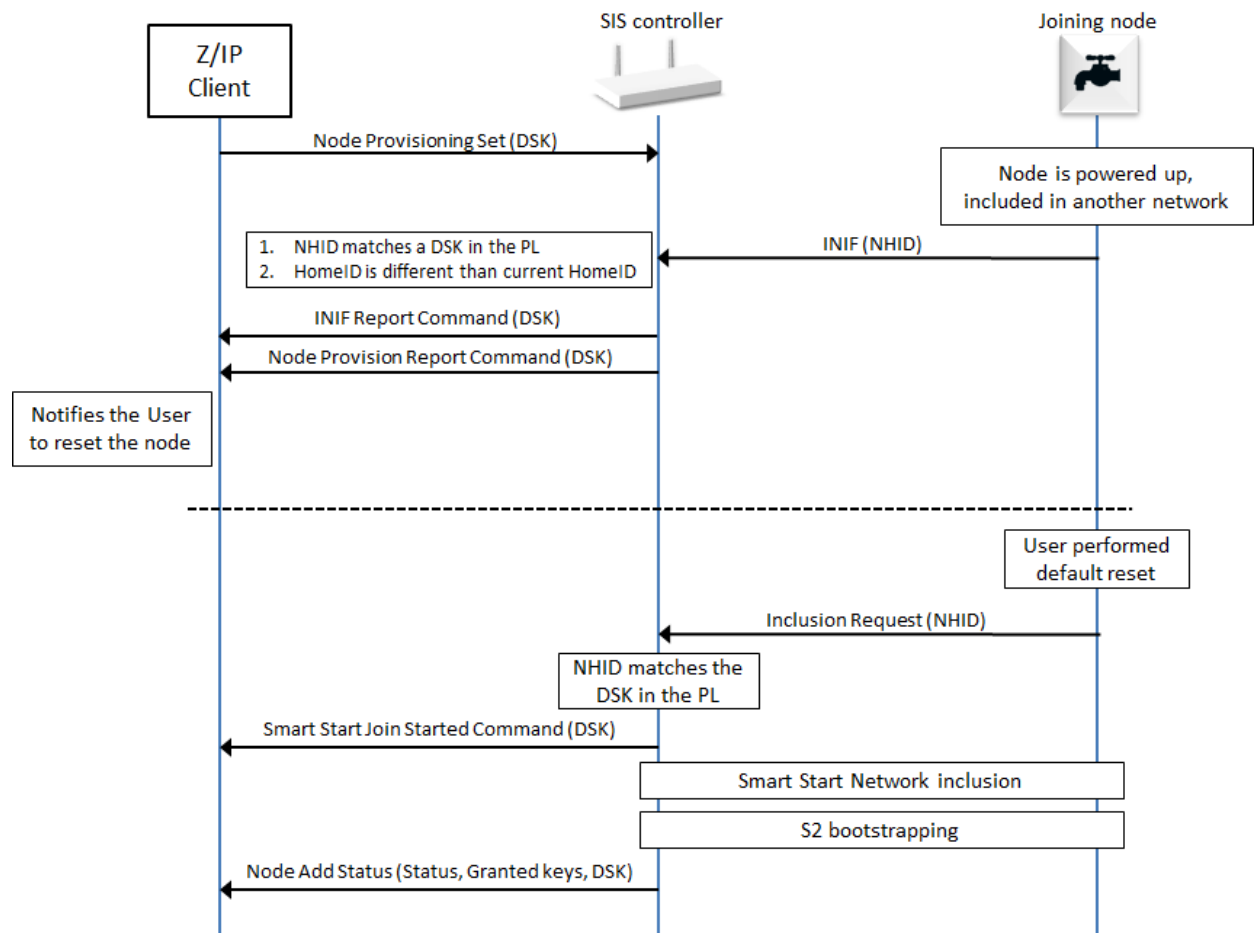 SIS controller
Joining node
Z/IP
Client
Node Provisioning Set (DSK)
Node is powered up,
included in another network
1. NHID matches a DSK in the PL
2. HomeID is different than current HomeID
INIF (NHID)
INIF Report Command (DSK)
Node Provision Report Command (DSK)
Notifies the User
to reset the node
User performed
default reset
Inclusion Request (NHID)
NHID matches the
DSK in the PL
Smart Start Join Started Command (DSK)
Smart Start Network inclusion
S2 bootstrapping
Node Add Status (Status, Granted keys, DSK)